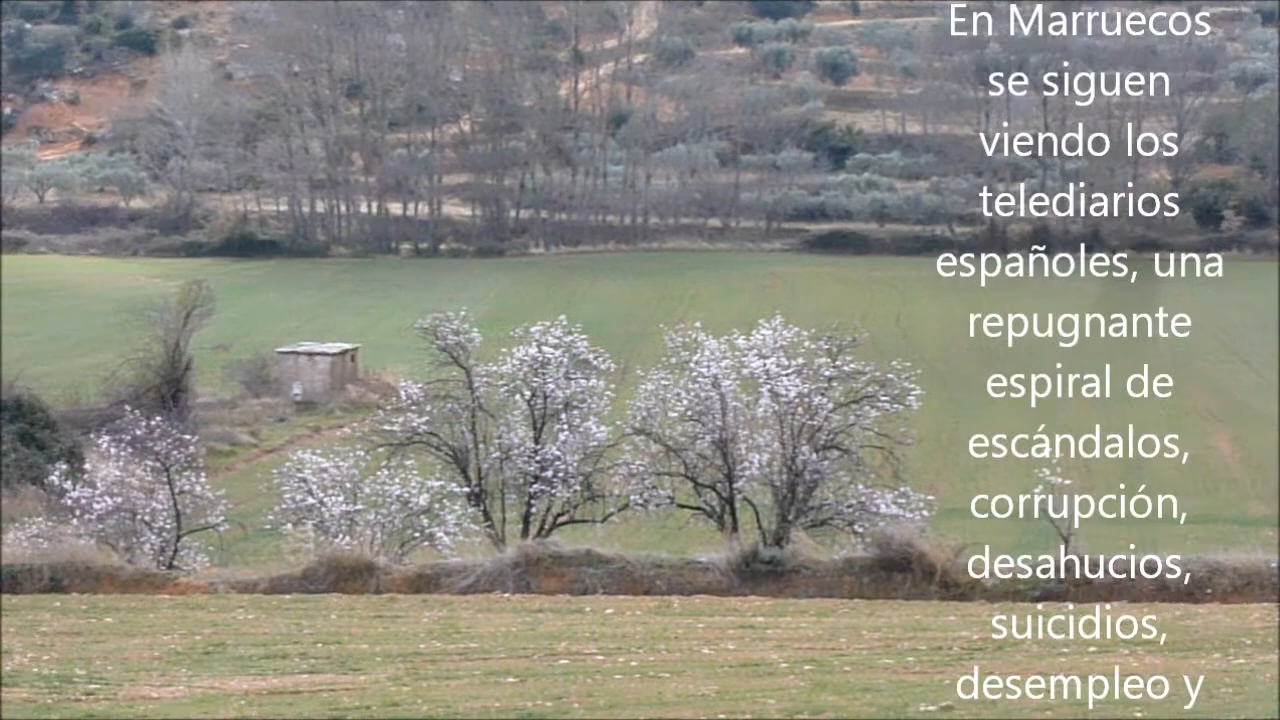 En Marruecos
se siguen
viendo los
telediarios
españoles, una
repugnante
espiral de
escándalos,
corrupción,
desahucios,
suicidios,
desempleo y